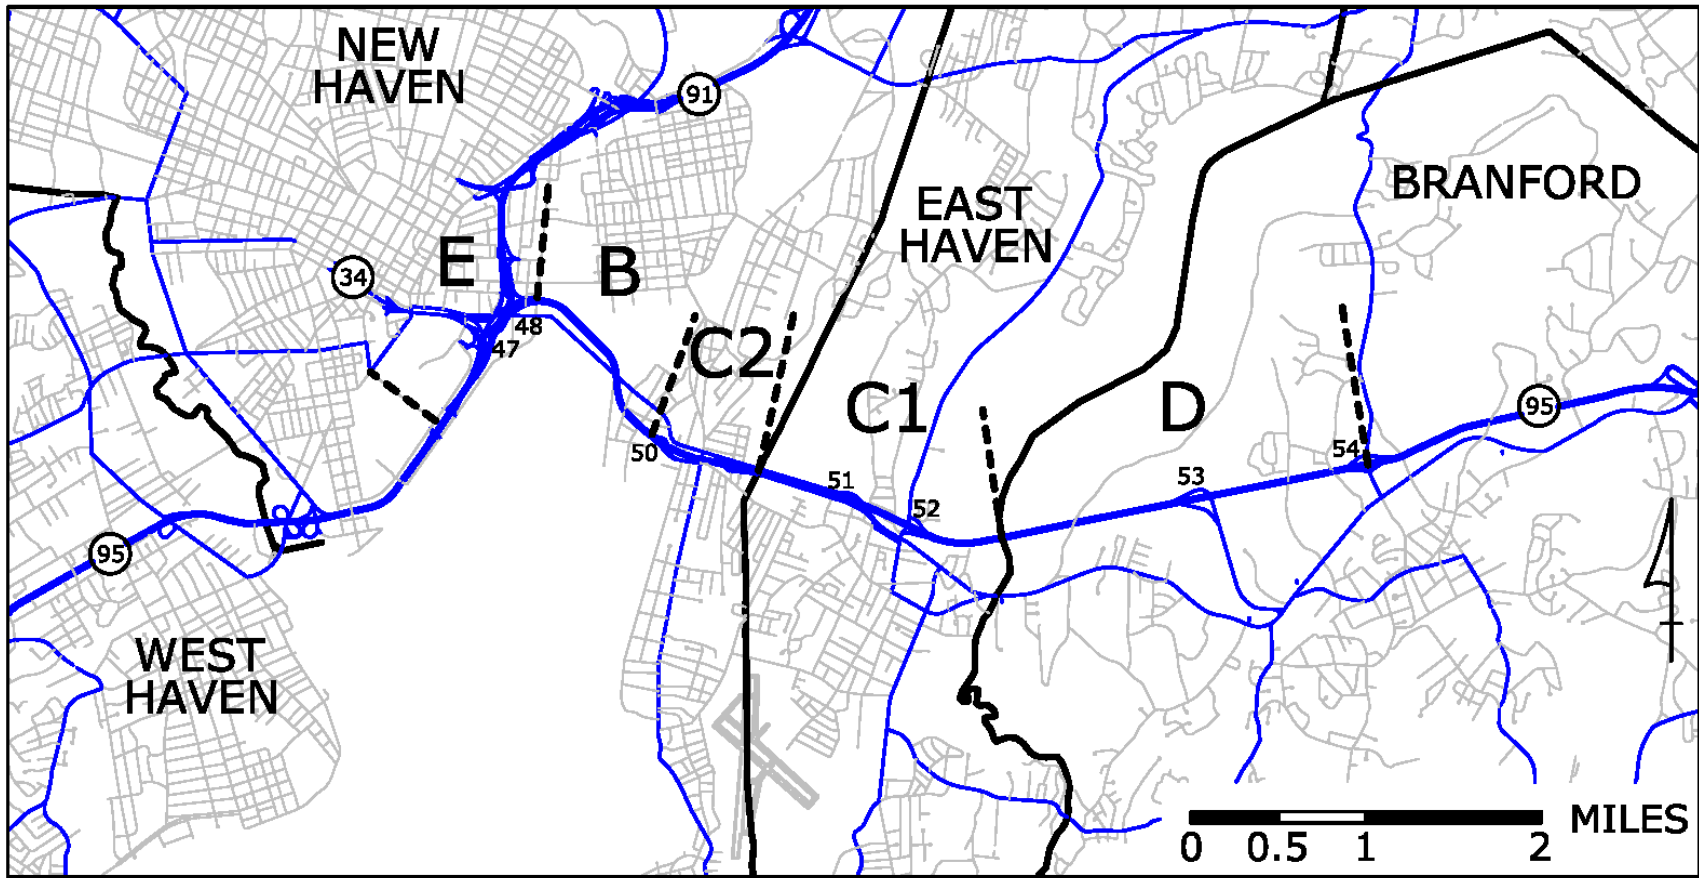 NEW
HAVEN
91
EAST
HAVEN
BRANFORD
E
B
34
48
47
C2
C1
D
95
50
51
52
53
54
95
WEST
HAVEN
MILES
0 0.5 1 2